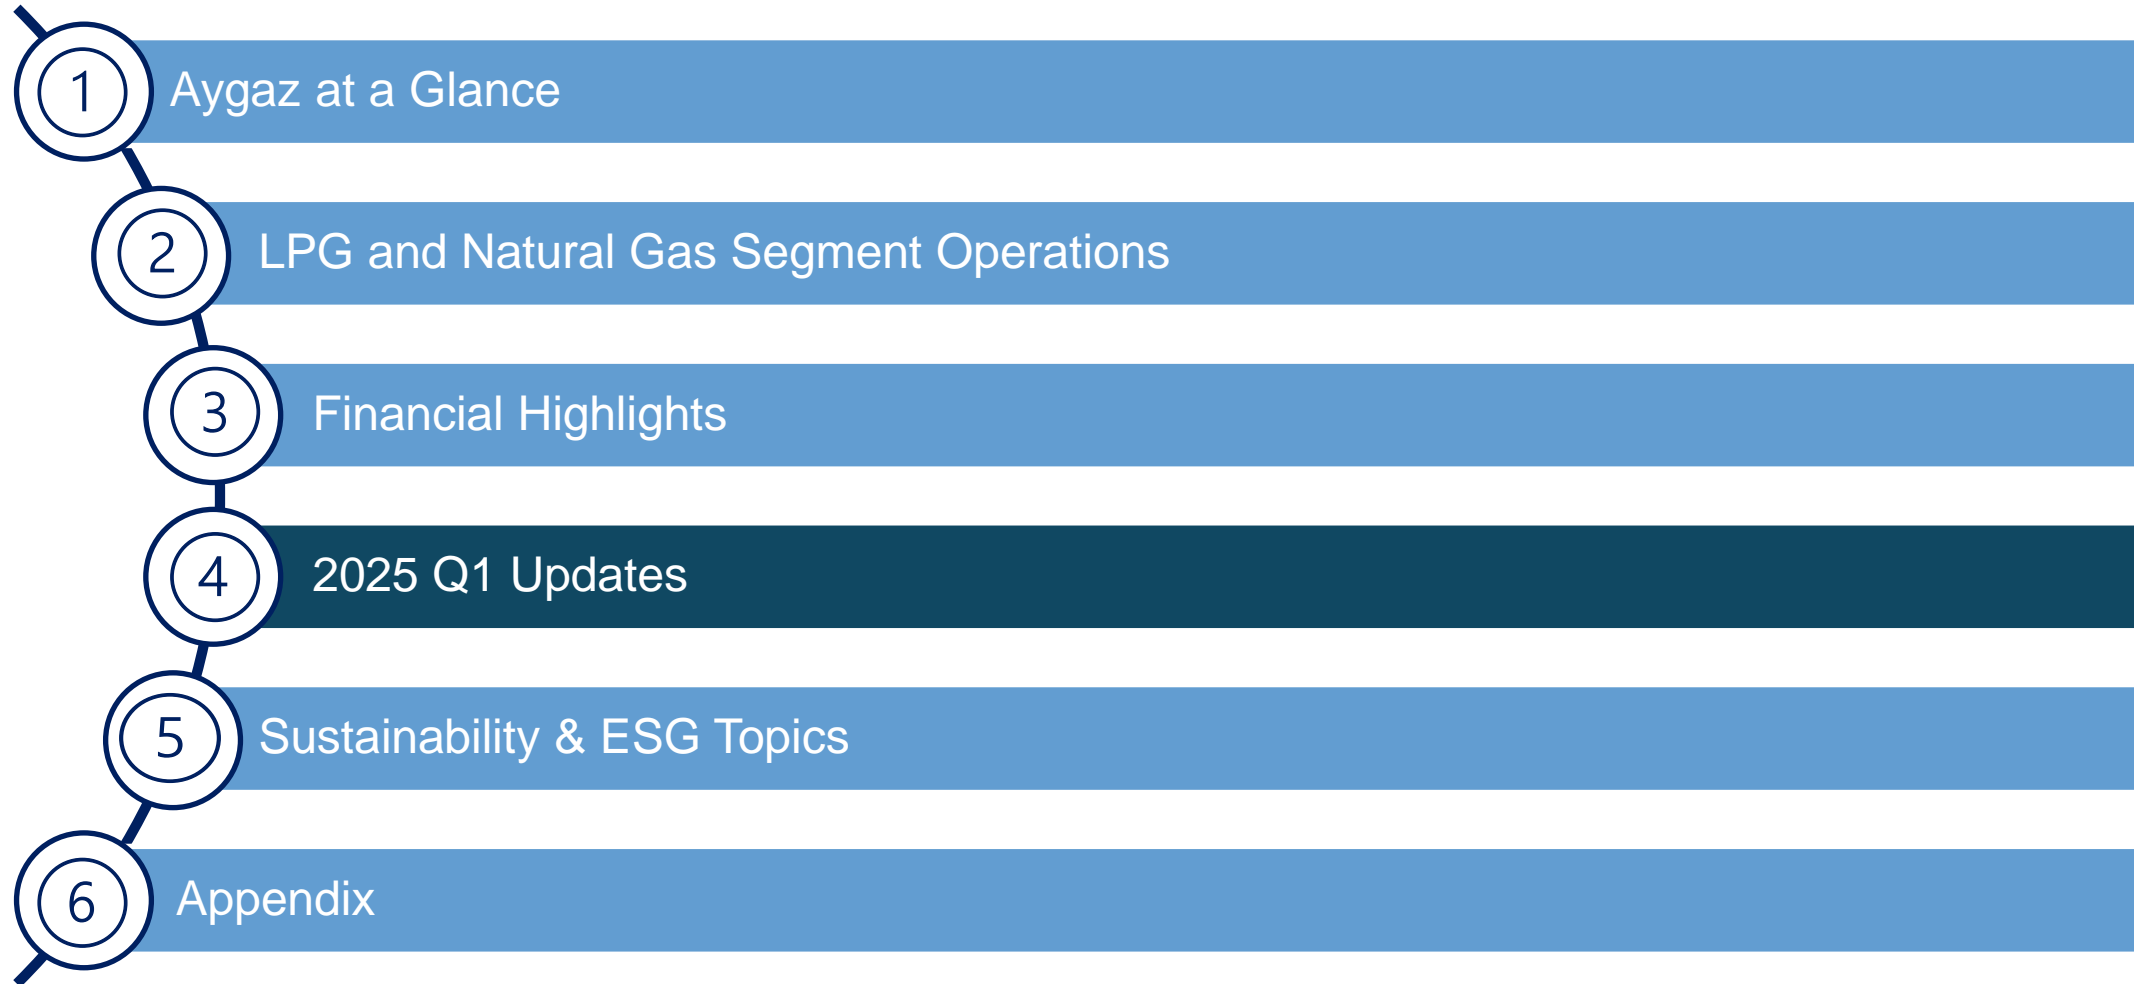 1 Aygaz at a Glance
2 LPG and Natural Gas Segment Operations
3 Financial Highlights
4 2025 Q1 Updates
5 Sustainability & ESG Topics
6 Appendix